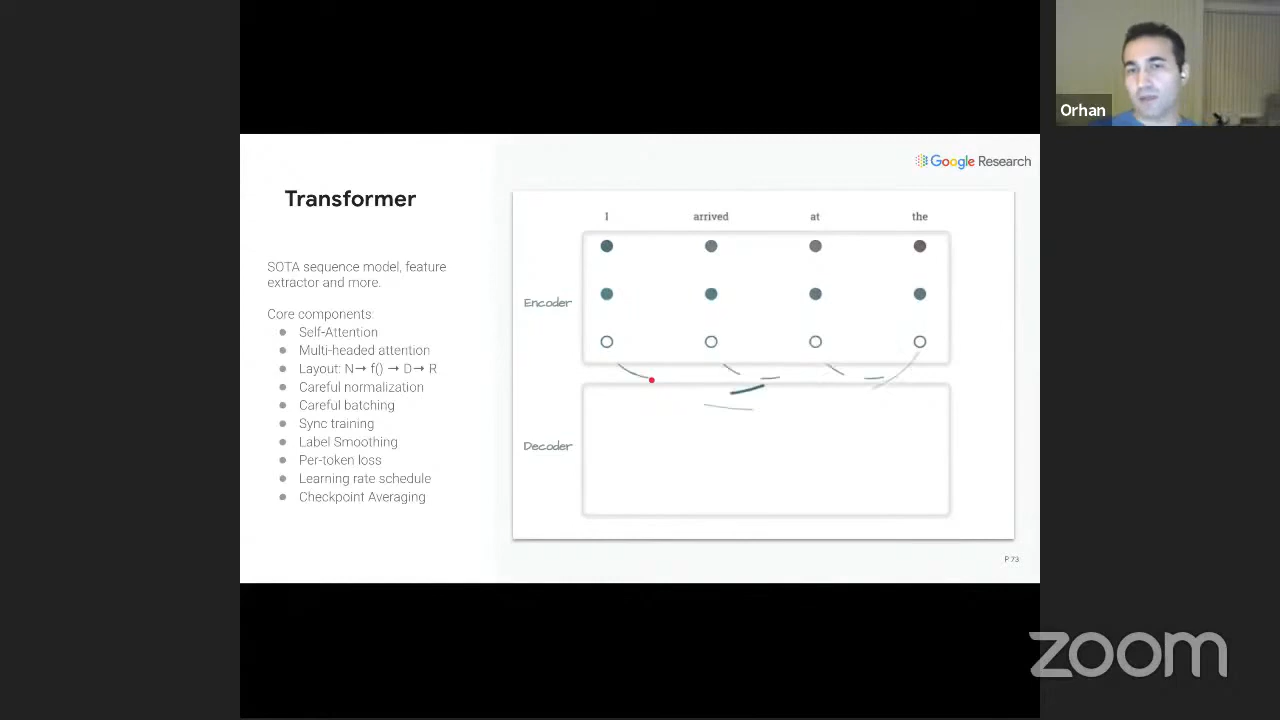 Orhan
Google Research
Transformer
SOTA sequence model, feature
extractor and more.
Core components:
● Self-Attention
● Multi-headed attention
● Layout: N→ f() → D→ R
● Careful normalization
● Careful batching
● Sync training
● Label Smoothing
● Per-token loss
● Learning rate schedule
● Checkpoint Averaging
I arrived at the
Encoder
Decoder
P 73
zoom